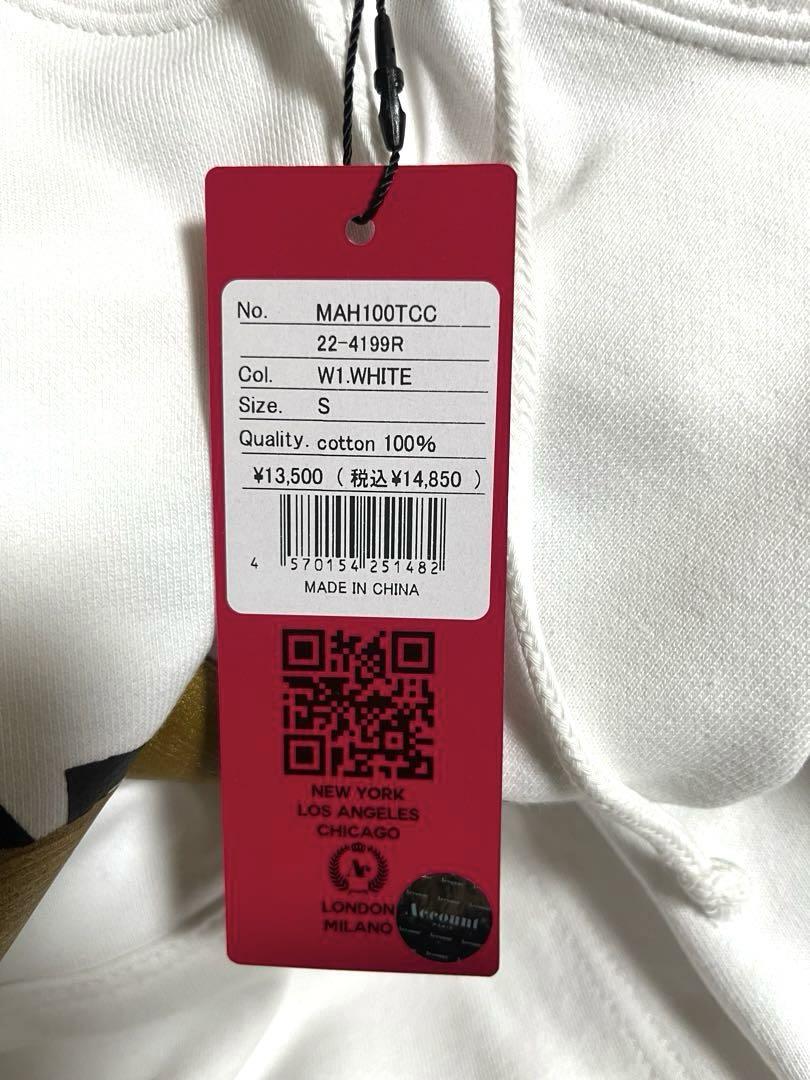 No. MAH100TCC
22-4199R
Col. W1.WHITE
Size. S
Quality. cotton 100%
¥13,500 ( 税込¥14,850 )
4 570154 251482
MADE IN CHINA
NEW YORK
LOS ANGELES
CHICAGO
Ac
LONDON
MILANO
Account